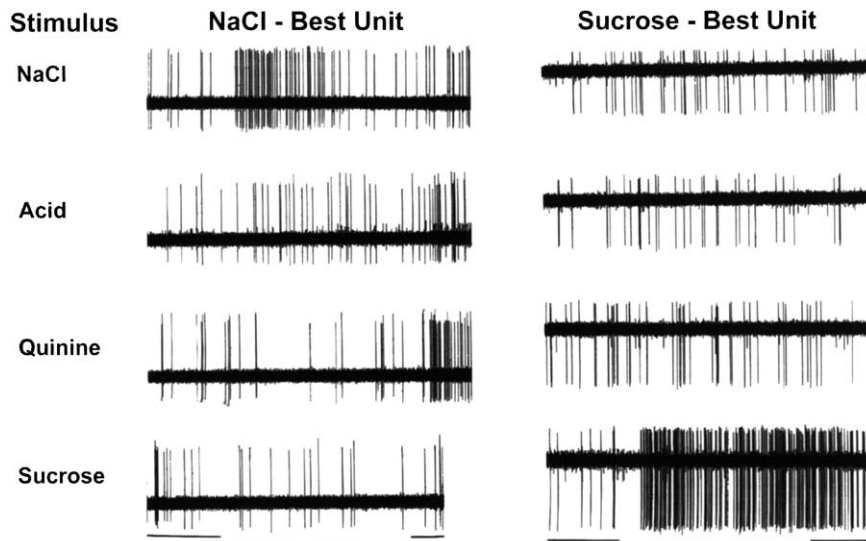 Stimulus NaCl - Best Unit Sucrose - Best Unit
NaCl
Acid
Quinine
Sucrose